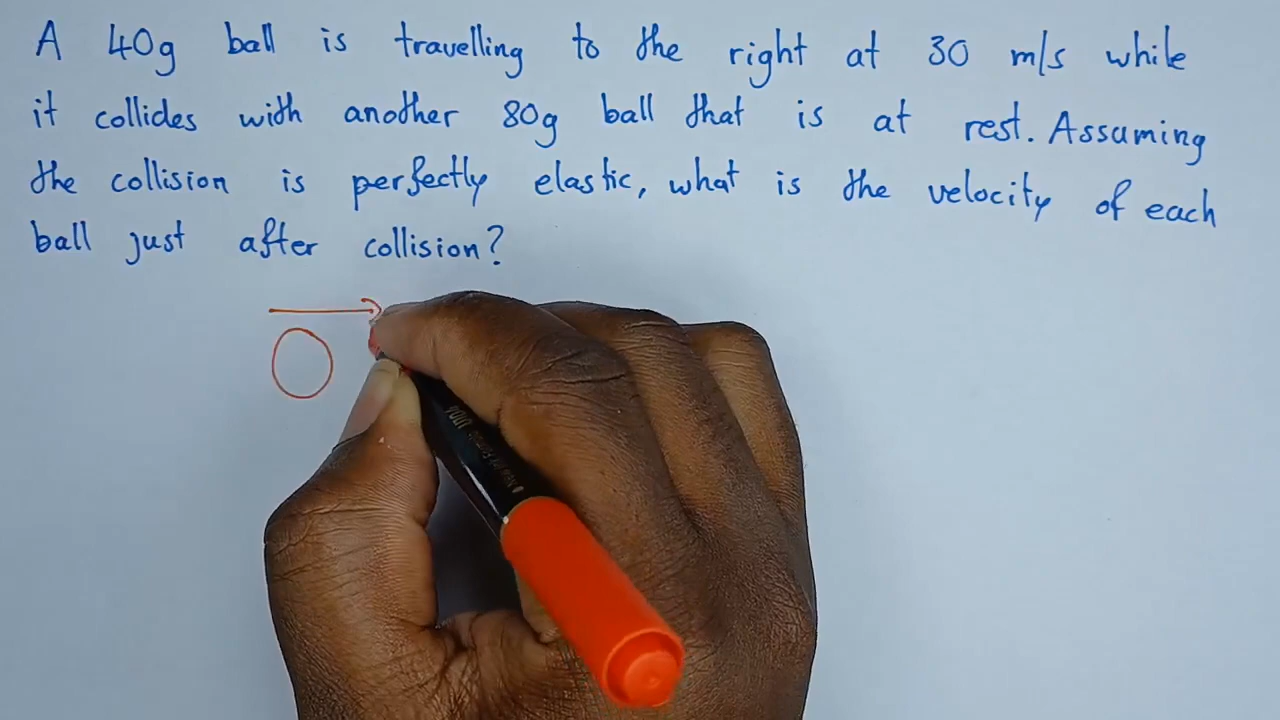 A 40g ball is travelling to the right at 30 m/s while
it collides with another 80g ball that is at rest. Assuming
the collision is perfectly elastic, what is the velocity of each
ball just after collision?